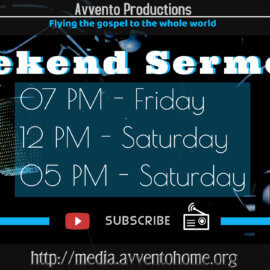 Avvento Productions
Flying the gospel to the whole world
ekend Serm
07 PM - Friday
12 PM - Saturday
05 PM - Saturday
SUBSCRIBE
http://media.avventohome.org